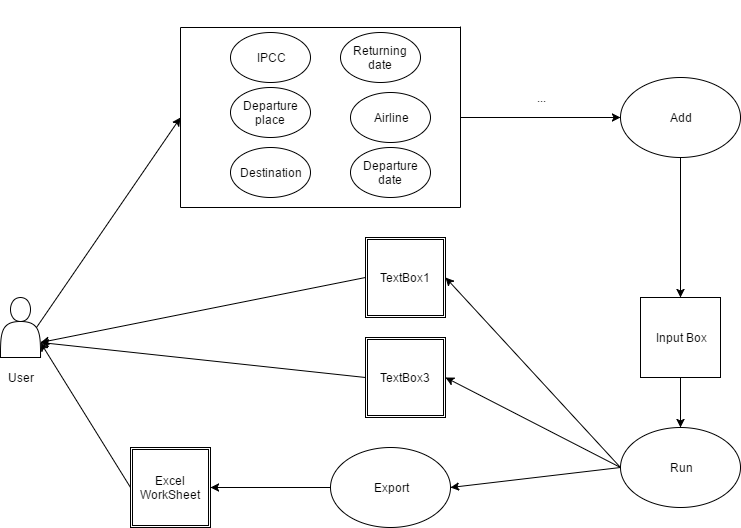 IPCC
Returning
date
Departure
place
Airline
Destination
Departure
date
...
Add
TextBox1
Input Box
User
TextBox3
Run
Excel
WorkSheet
Export